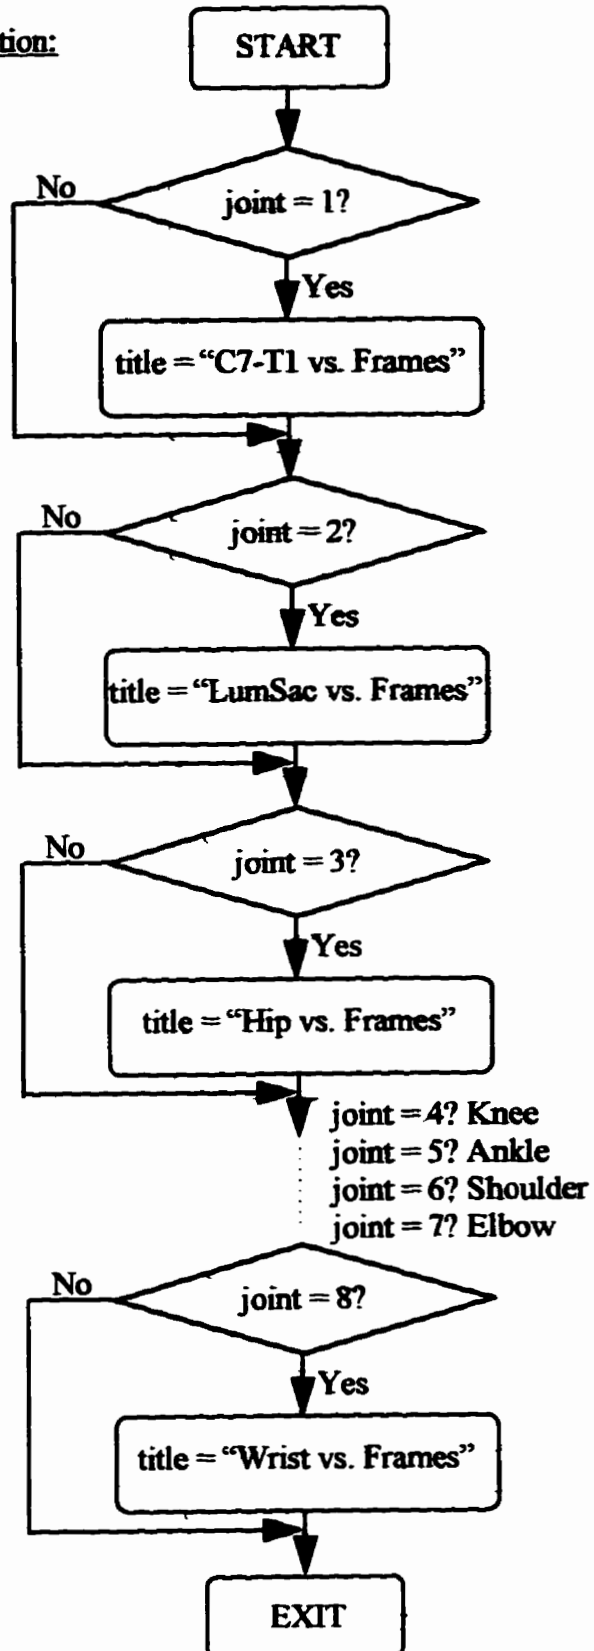 tion:
START
joint = 1?
No
Yes
title = “C7-T1 vs. Frames”
joint = 2?
No
Yes
title = “LumSac vs. Frames”
joint = 3?
No
Yes
title = “Hip vs. Frames”
joint = 4? Knee
joint = 5? Ankle
joint = 6? Shoulder
joint = 7? Elbow
joint = 8?
No
Yes
title = “Wrist vs. Frames”
EXIT